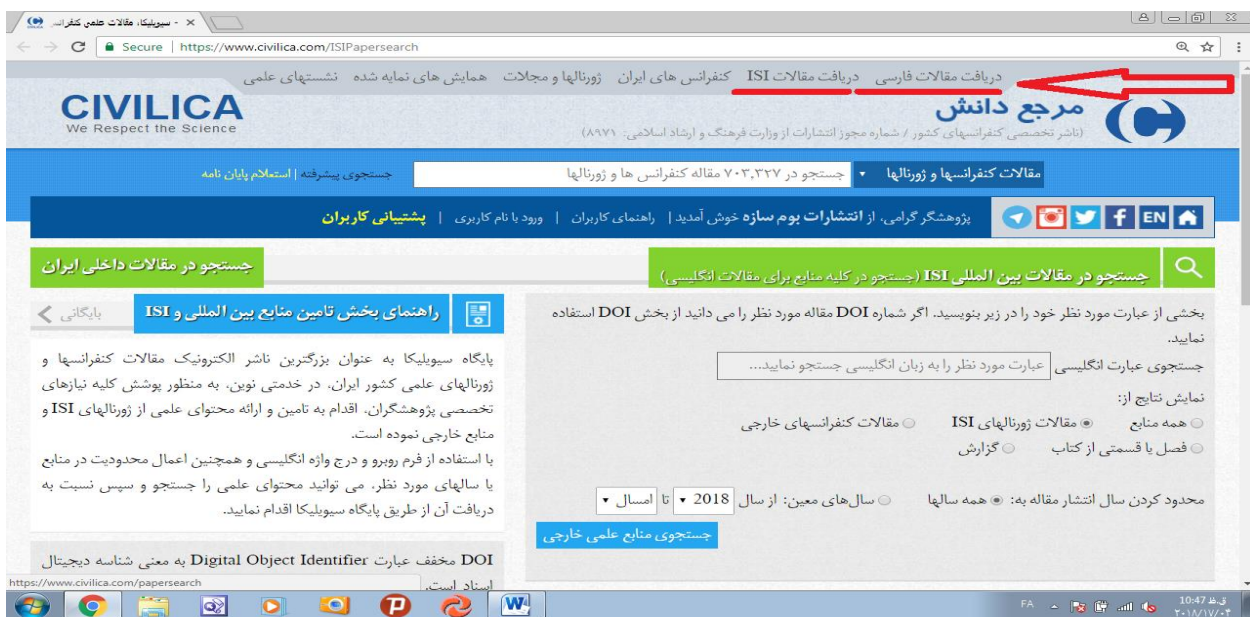 سیویلیکا، مقالات علمی کنفرانس - ×
Secure | https://www.civilica.com/ISIPapersearch
دریافت مقالات فارسی دریافت مقالات ISI کنفرانس های ایران ژورنالها و مجلات همایش های نمایه شده نشستهای علمی
مرجع دانش
(ناشر تخصصی کنفرانسهای کشور / شماره مجوز انتشارات از وزارت فرهنگ و ارشاد اسلامی: ۸۹۷۱)
CIVILICA
We Respect the Science
مقالات کنفرانسها و ژورنالها
جستجو در ۷۰۳,۳۲۷ مقاله کنفرانس ها و ژورنالها
جستجوی پیشرفته | استعلام پایان نامه
f EN
پژوهشگر گرامی، از انتشارات بوم سازه خوش آمدید | راهنمای کاربران | ورود با نام کاربری | پشتیبانی کاربران
جستجو در مقالات بین المللی ISI (جستجو در کلیه منابع برای مقالات انگلیسی)
جستجو در مقالات داخلی ایران
بخشی از عبارت مورد نظر خود را در زیر بنویسید. اگر شماره DOI مقاله مورد نظر را می دانید از بخش DOI استفاده
نمایید.
جستجوی عبارت انگلیسی عبارت مورد نظر را به زبان انگلیسی جستجو نمایید...
نمایش نتایج از:
همه منابع مقالات ژورنالهای ISI مقالات کنفرانسهای خارجی
فصل یا قسمتی از کتاب گزارش
محدود کردن سال انتشار مقاله به: همه سالها سال‌های معین: از سال 2018 تا امسال
جستجوی منابع علمی خارجی
راهنمای بخش تامین منابع بین المللی و ISI
بایگانی
پایگاه سیویلیکا به عنوان بزرگترین ناشر الکترونیک مقالات کنفرانسها و
ژورنالهای علمی کشور ایران، در خدمتی نوین، به منظور پوشش کلیه نیازهای
تخصصی پژوهشگران، اقدام به تامین و ارائه محتوای علمی از ژورنالهای ISI و
منابع خارجی نموده است.
با استفاده از فرم روبرو و درج واژه انگلیسی و همچنین اعمال محدودیت در منابع
یا سالهای مورد نظر، می توانید محتوای علمی را جستجو و سپس نسبت به
دریافت آن از طریق پایگاه سیویلیکا اقدام نمایید.
DOI مخفف عبارت Digital Object Identifier به معنی شناسه دیجیتال
اسناد است.
https://www.civilica.com/papersearch
FA
10:47 ق.ظ